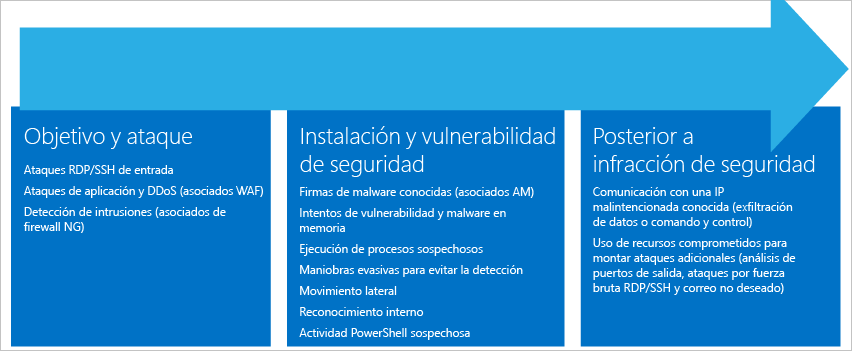 Objetivo y ataque
Ataques RDP/SSH de entrada
Ataques de aplicación y DDoS (asociados WAF)
Detección de intrusiones (asociados de
firewall NG)
Instalación y vulnerabilidad
de seguridad
Firmas de malware conocidas (asociados AM)
Intentos de vulnerabilidad y malware en
memoria
Ejecución de procesos sospechosos
Maniobras evasivas para evitar la detección
Movimiento lateral
Reconocimiento interno
Actividad PowerShell sospechosa
Posterior a
infracción de seguridad
Comunicación con una IP
malintencionada conocida (exfiltración
de datos o comando y control)
Uso de recursos comprometidos para
montar ataques adicionales (análisis de
puertos de salida, ataques por fuerza
bruta RDP/SSH y correo no deseado)